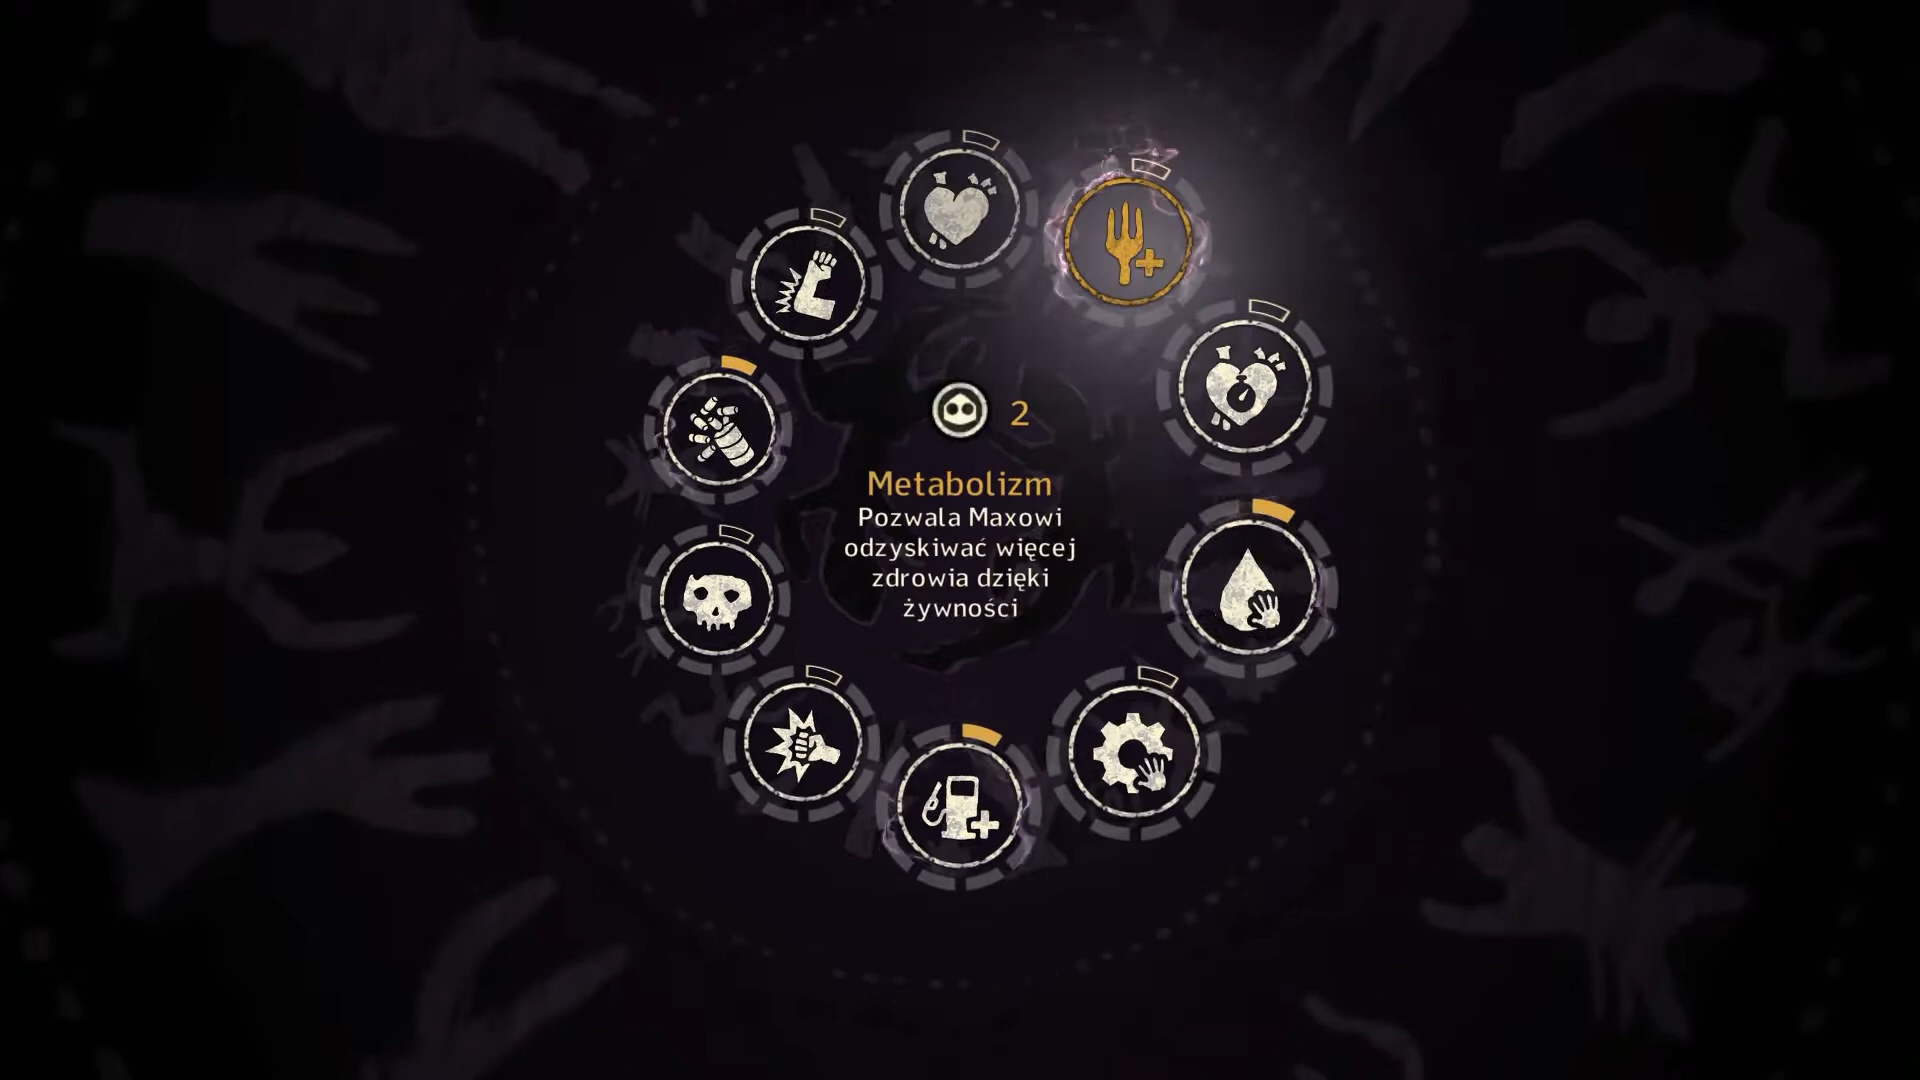 2
Metabolizm
Pozwala Maxowi
odzyskiwać więcej
zdrowia dzięki
żywności